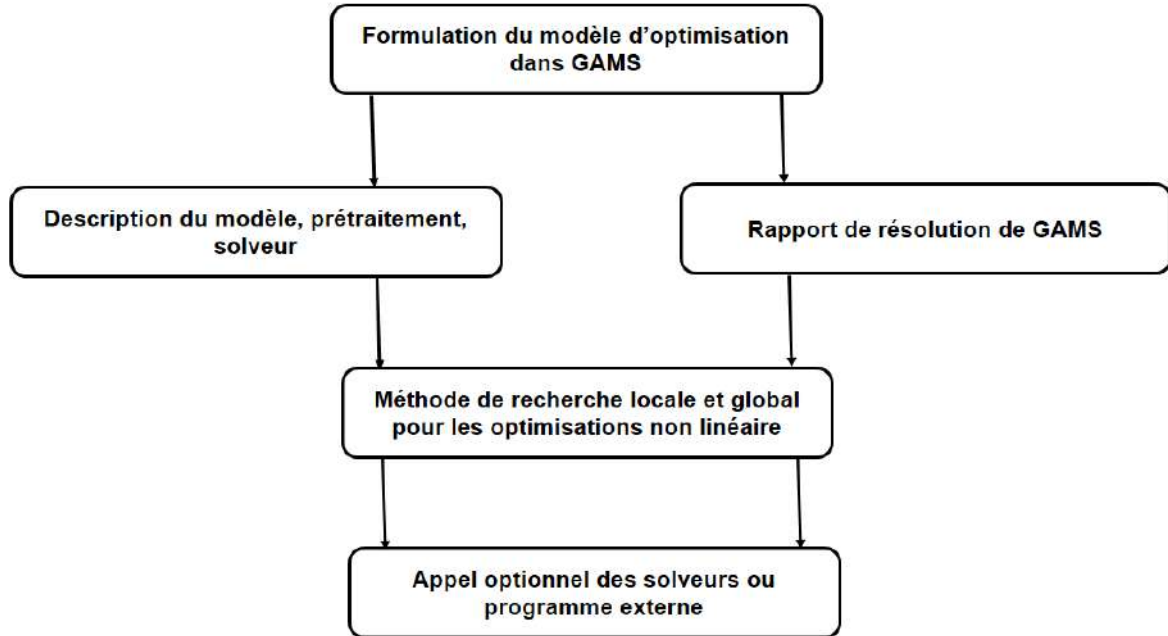 Formulation du modèle d'optimisation
dans GAMS
Description du modèle, prétraitement,
solveur
Rapport de résolution de GAMS
Méthode de recherche locale et global
pour les optimisations non linéaire
Appel optionnel des solveurs ou
programme externe